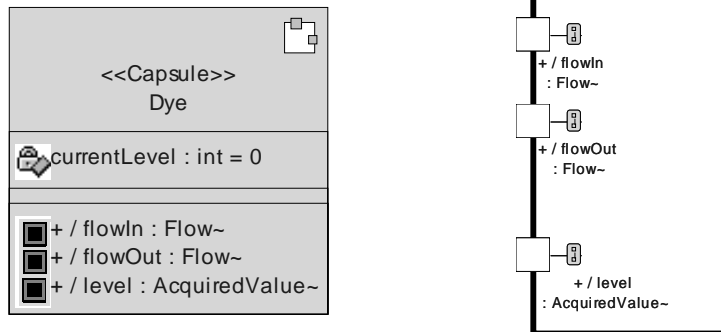 <<Capsule>>
Dye
currentLevel : int = 0
+ / flowIn : Flow~
+ / flowOut : Flow~
+ / level : AcquiredValue~
+ / flowIn
: Flow~
+ / flowOut
: Flow~
+ / level
: AcquiredValue~